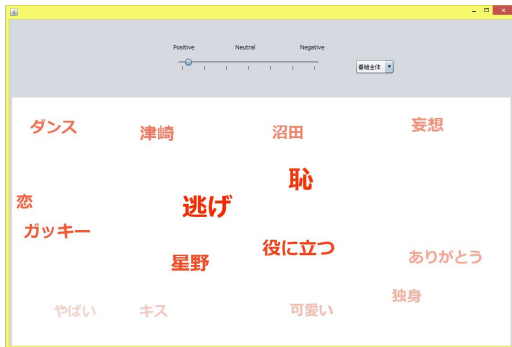 Positive Neutral Negative
番組全体
ダンス 津崎 沼田 妄想
恥
恋 逃げ
ガッキー
星野 役に立つ ありがとう
独身
やばい キス 可愛い